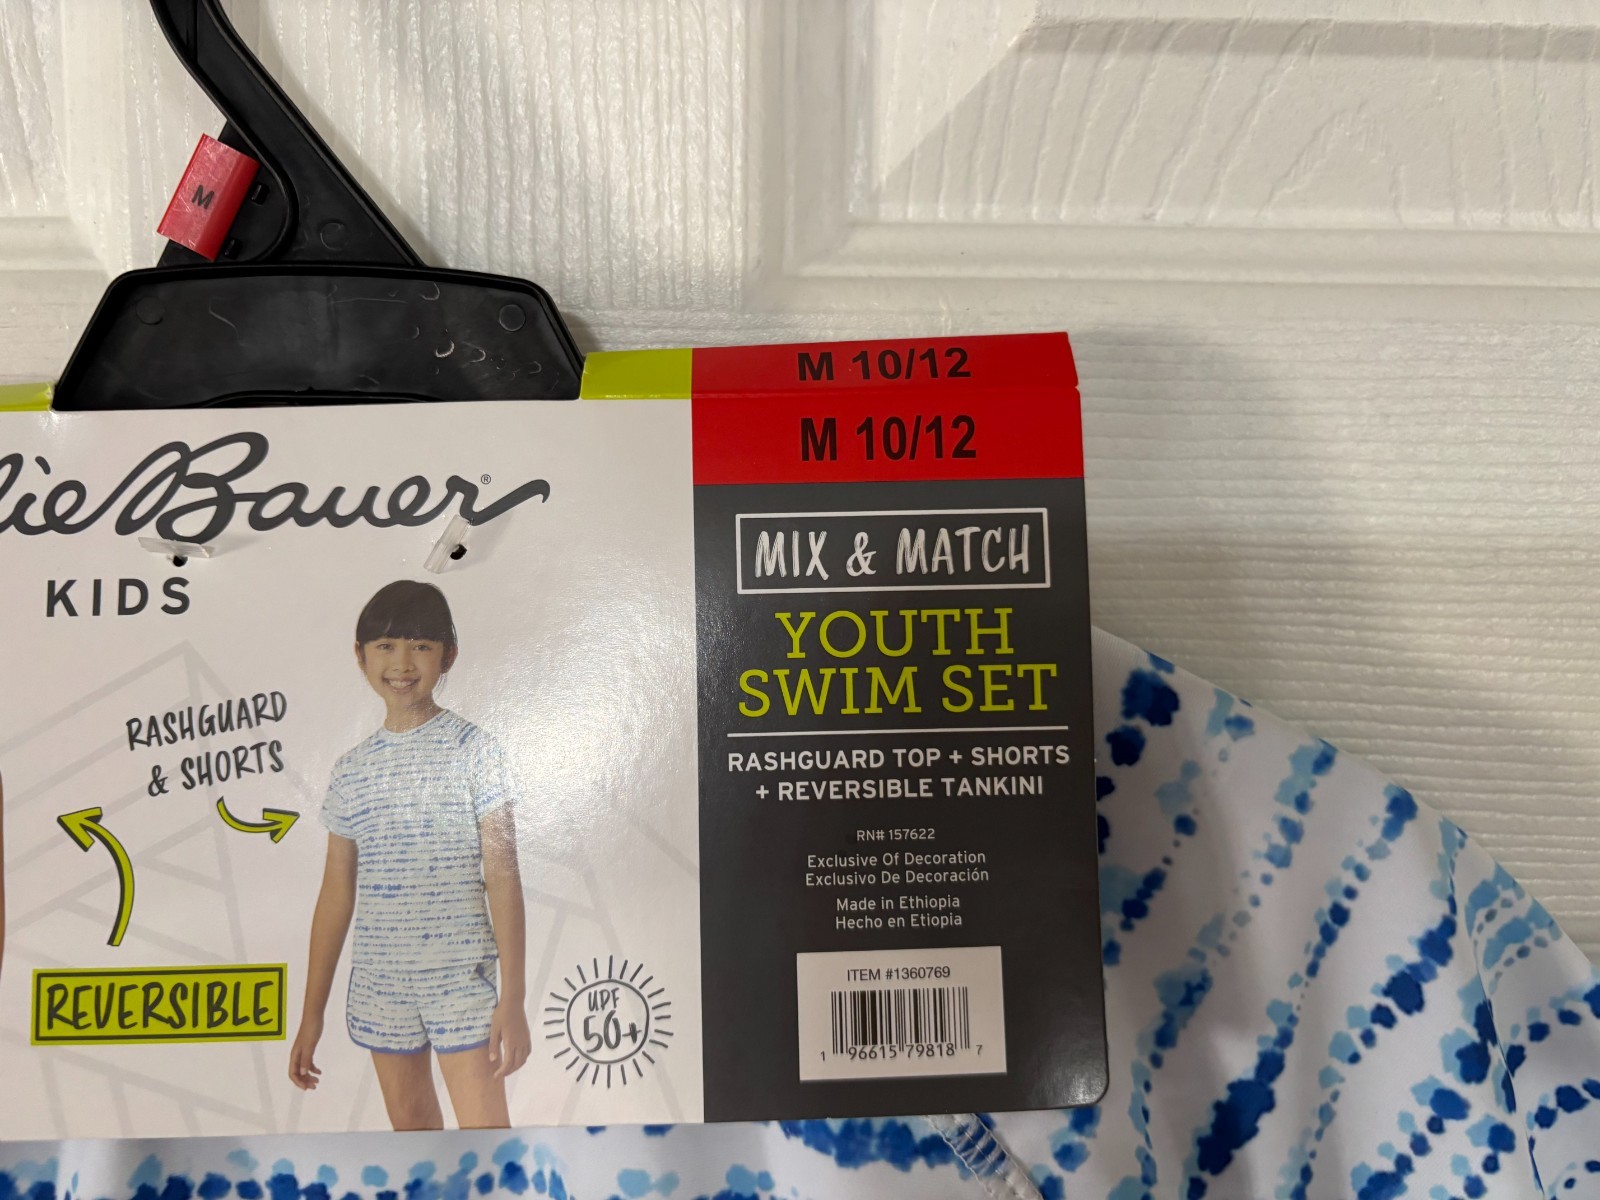 M
M 10/12
M 10/12
Bauer®
KIDS
RASHGUARD
& SHORTS
REVERSIBLE
UPF
50+
MIX & MATCH
YOUTH
SWIM SET
RASHGUARD TOP + SHORTS
+ REVERSIBLE TANKINI
RN# 157622
Exclusive Of Decoration
Exclusivo De Decoración
Made in Ethiopia
Hecho en Etiopia
ITEM #1360769
1 96615 79818 7